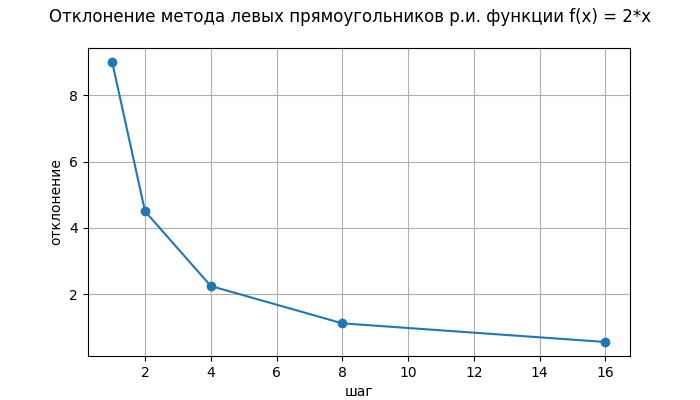 Отклонение метода левых прямоугольников р.и. функции f(x) = 2*x
8
6
4
2
отклонение
2 4 6 8 10 12 14 16
шаг